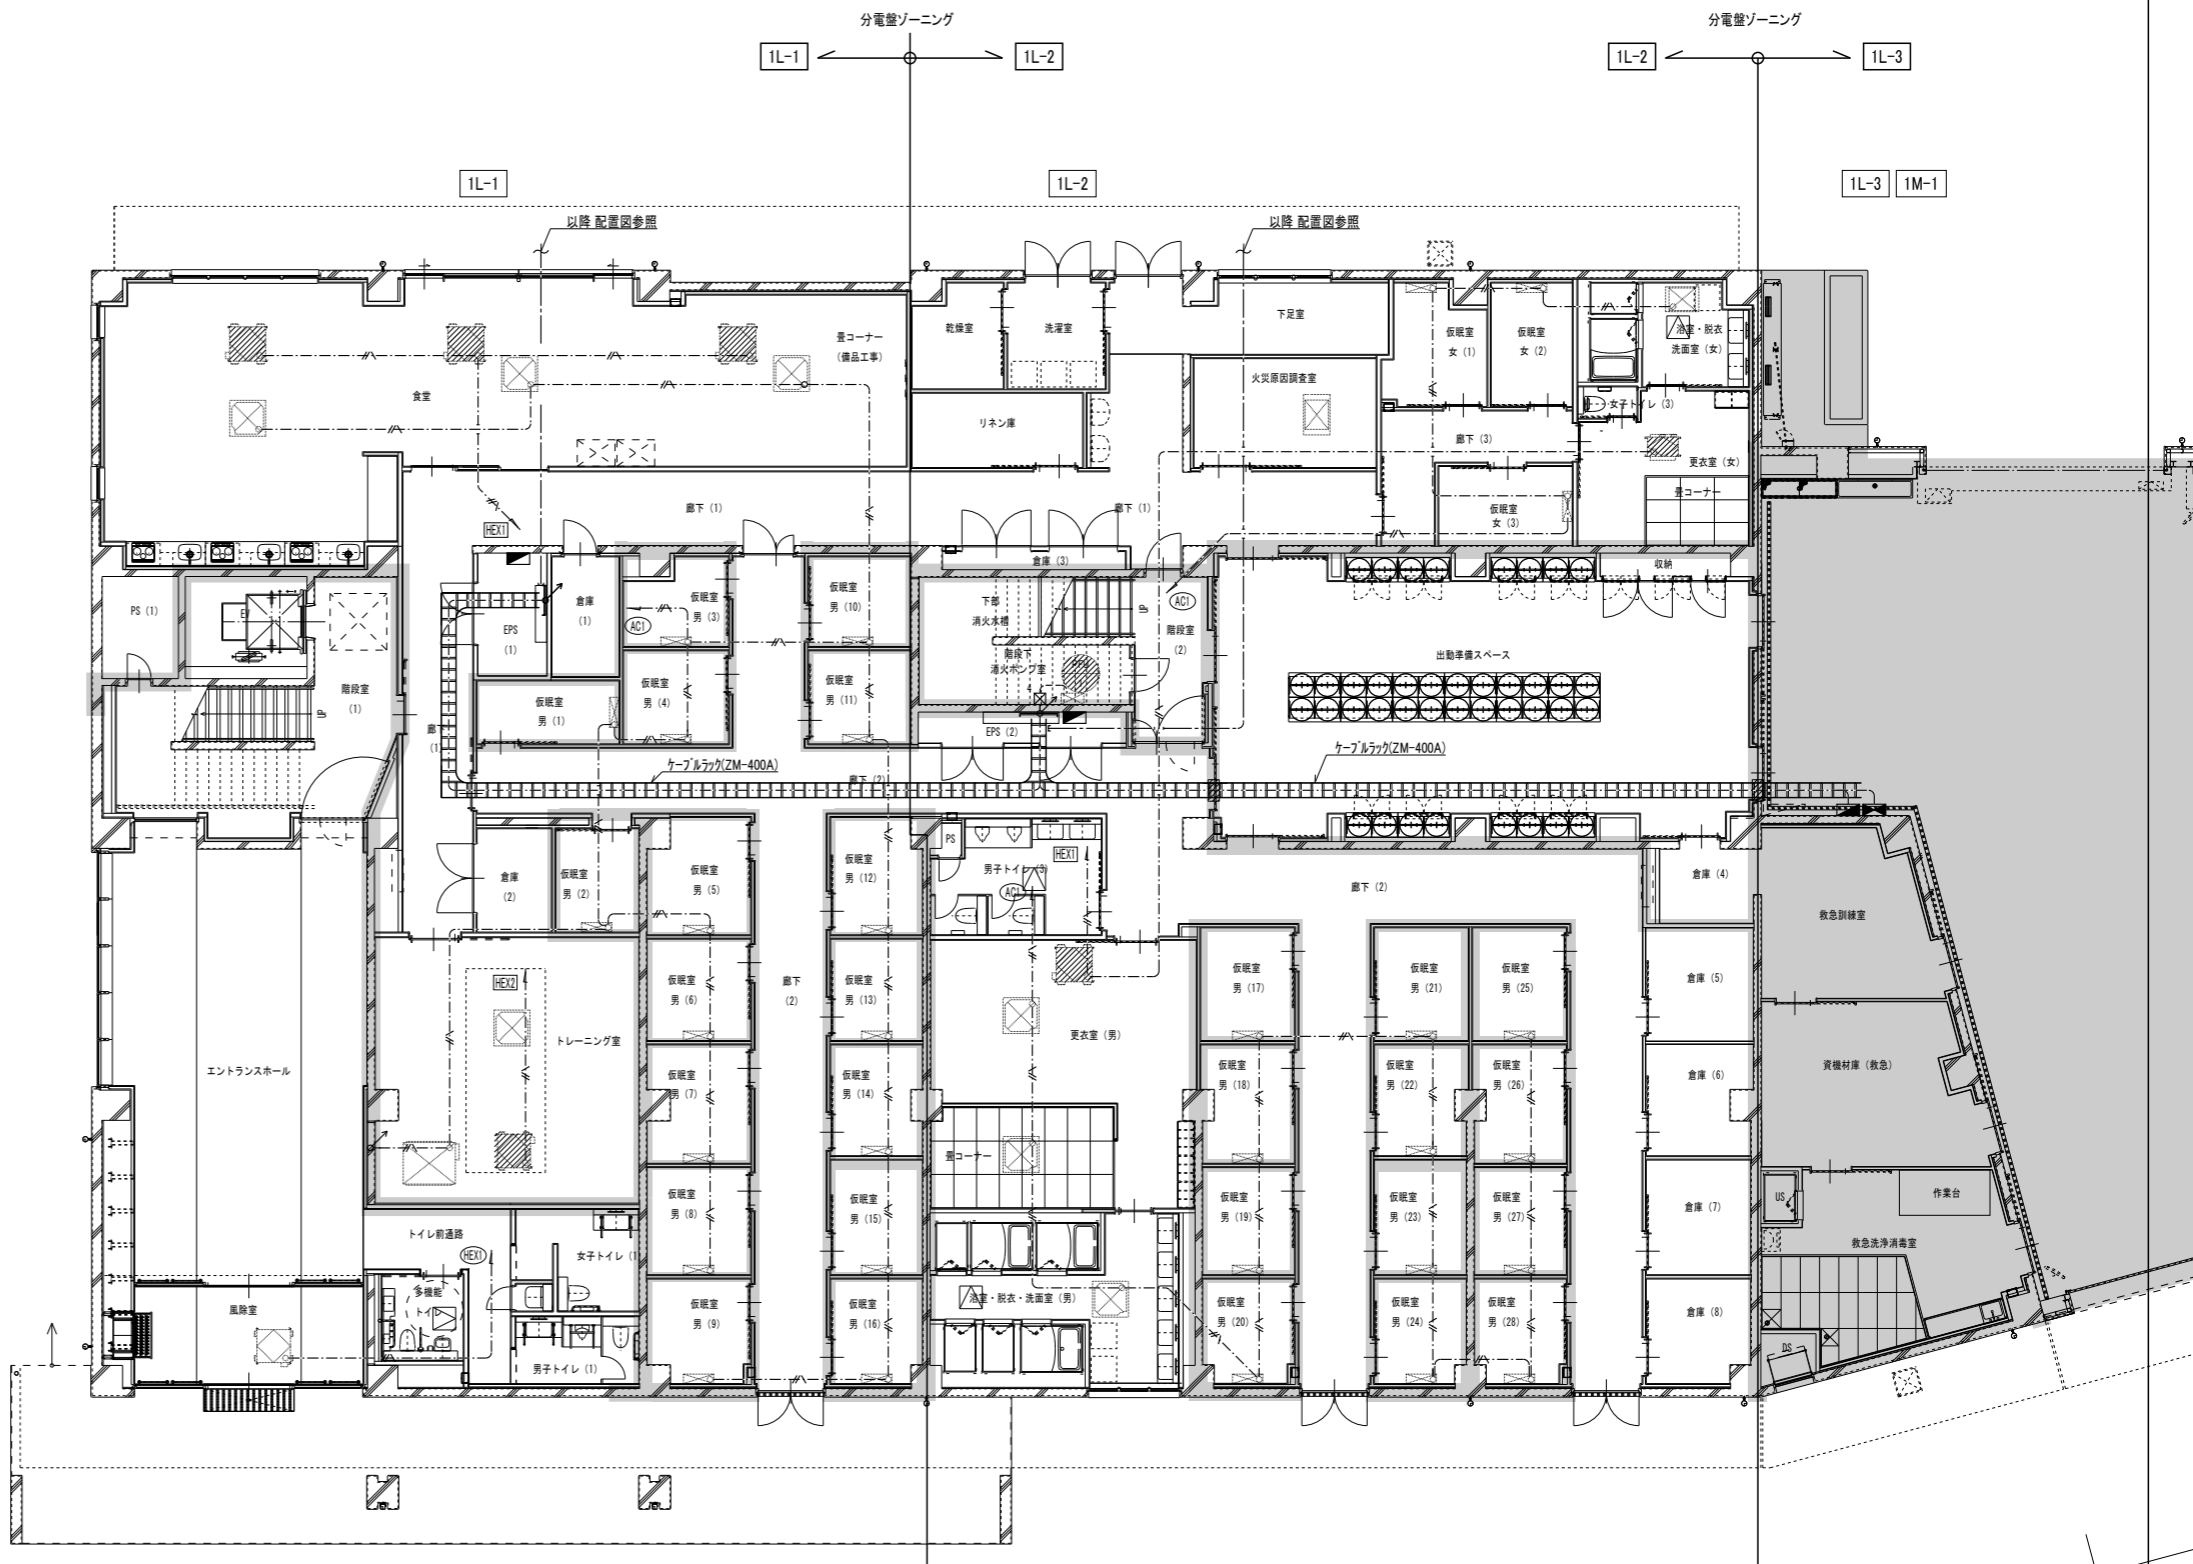 分電盤ゾーニング
分電盤ゾーニング
1L-1
1L-2
1L-2
1L-3
1L-1
1L-2
1L-3
1M-1
以降 配置図参照
以降 配置図参照
乾燥室
洗濯室
下足室
仮眠室
女（1）
仮眠室
女（2）
浴室・脱衣
洗面室（女）
畳コーナー
（備品工事）
食堂
火災原因調査室
女子トイレ（3）
リネン庫
廊下（3）
更衣室（女）
畳コーナー
仮眠室
女（3）
HEX1
廊下（1）
廊下（1）
倉庫（3）
収納
PS（1）
EV
EPS
（1）
倉庫
（1）
AC1
仮眠室
男（3）
仮眠室
男（10）
下部
消火水槽
UP
AC1
階段室
（2）
階段下
消火ポンプ室
出動準備スペース
階段室
（1）
UP
仮眠室
男（1）
仮眠室
男（4）
仮眠室
男（11）
EPS（2）
廊下
（1）
ケーブルラック(ZM-400A)
ケーブルラック(ZM-400A)
廊下（2）
倉庫
（2）
仮眠室
男（2）
仮眠室
男（5）
仮眠室
男（12）
PS
HEX1
男子トイレ（3）
AC1
廊下（2）
倉庫（4）
救急訓練室
仮眠室
男（6）
廊下
（2）
仮眠室
男（13）
仮眠室
男（17）
仮眠室
男（21）
仮眠室
男（25）
倉庫（5）
HEX2
トレーニング室
更衣室（男）
エントランスホール
仮眠室
男（7）
仮眠室
男（14）
仮眠室
男（18）
仮眠室
男（22）
仮眠室
男（26）
倉庫（6）
資機材庫（救急）
畳コーナー
仮眠室
男（8）
仮眠室
男（15）
仮眠室
男（19）
仮眠室
男（23）
仮眠室
男（27）
倉庫（7）
US
作業台
救急洗浄消毒室
トイレ前通路
HEX1
女子トイレ（1
風除室
多機能
トイレ
仮眠室
男（9）
仮眠室
男（16）
浴室・脱衣・洗面室（男）
仮眠室
男（20）
仮眠室
男（24）
仮眠室
男（28）
倉庫（8）
男子トイレ（1）
DS